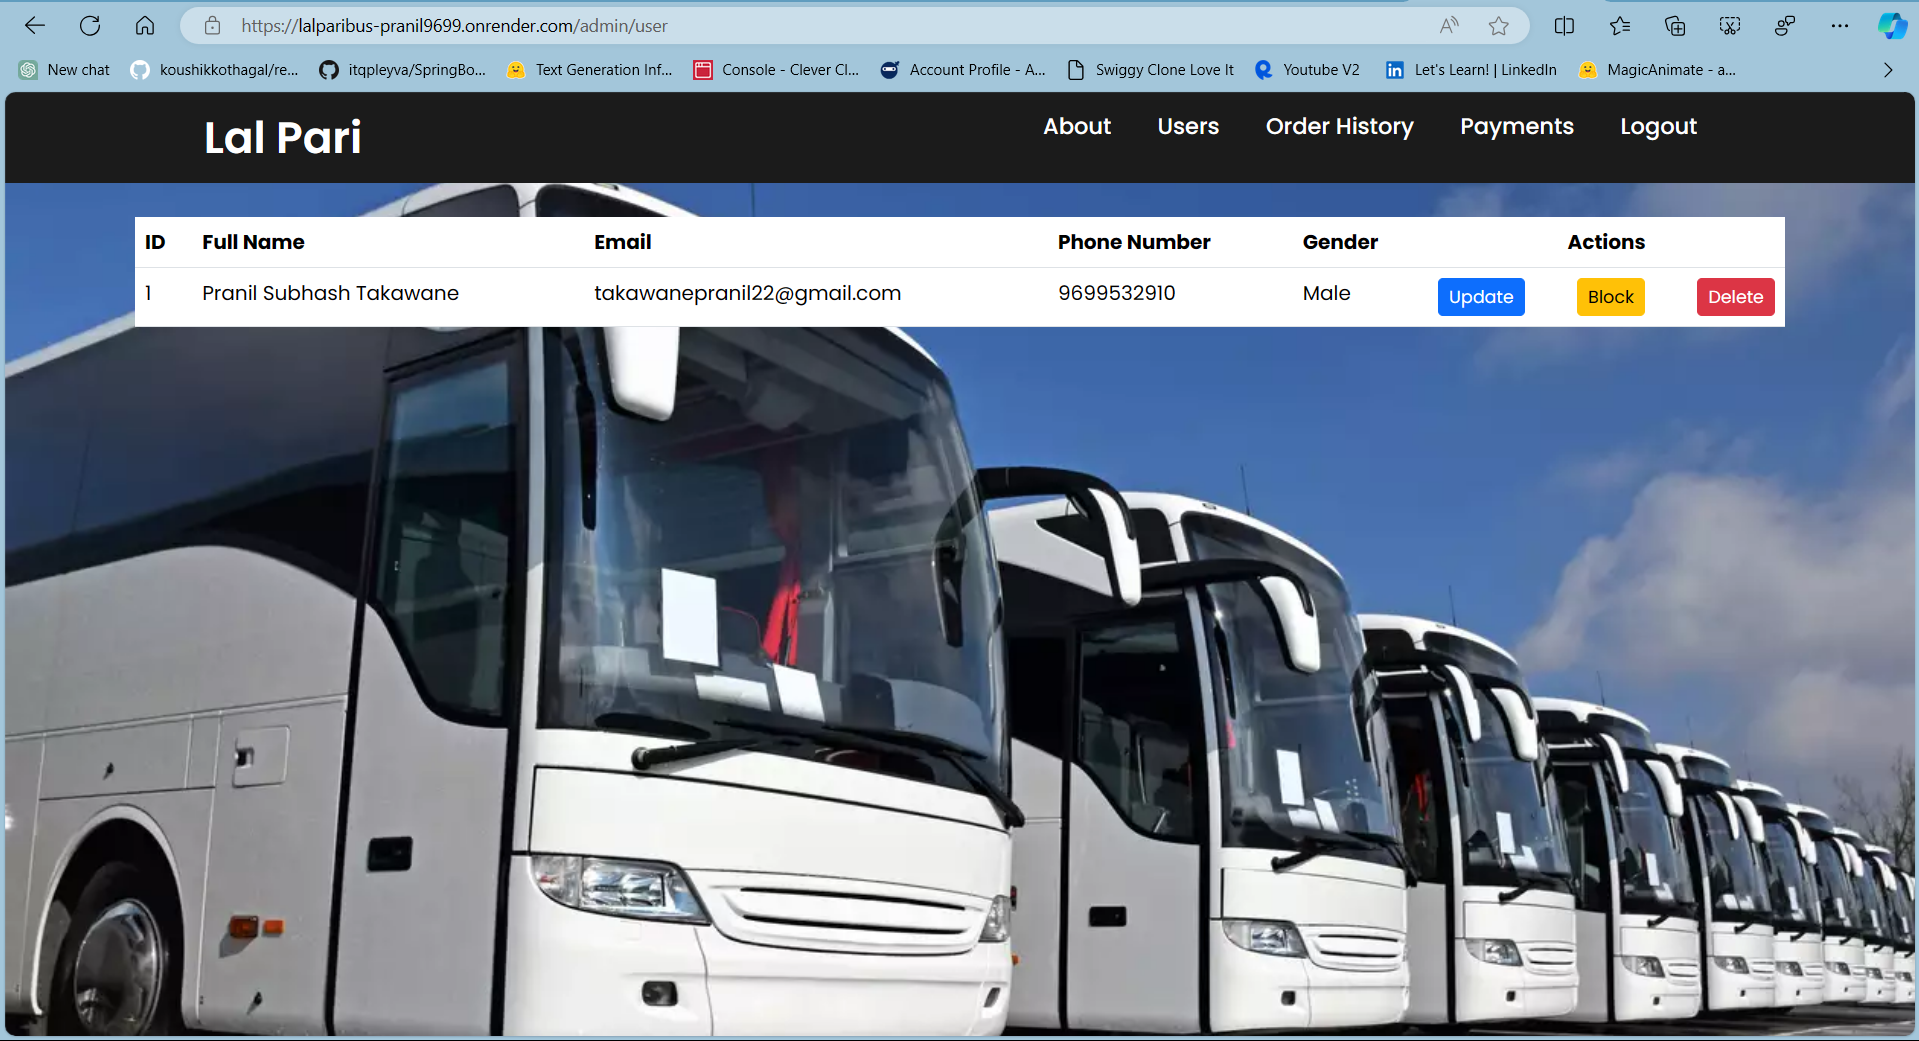 https://lalparibus-pranil9699.onrender.com/admin/user
New chat koushikkothagal/re... itqpleyva/SpringBo... Text Generation Inf... Console - Clever Cl... Account Profile - A... Swiggy Clone Love It Youtube V2 Let's Learn! | LinkedIn MagicAnimate - a...
Lal Pari About Users Order History Payments Logout
ID Full Name Email Phone Number Gender Actions
1 Pranil Subhash Takawane takawanepranil22@gmail.com 9699532910 Male Update Block Delete